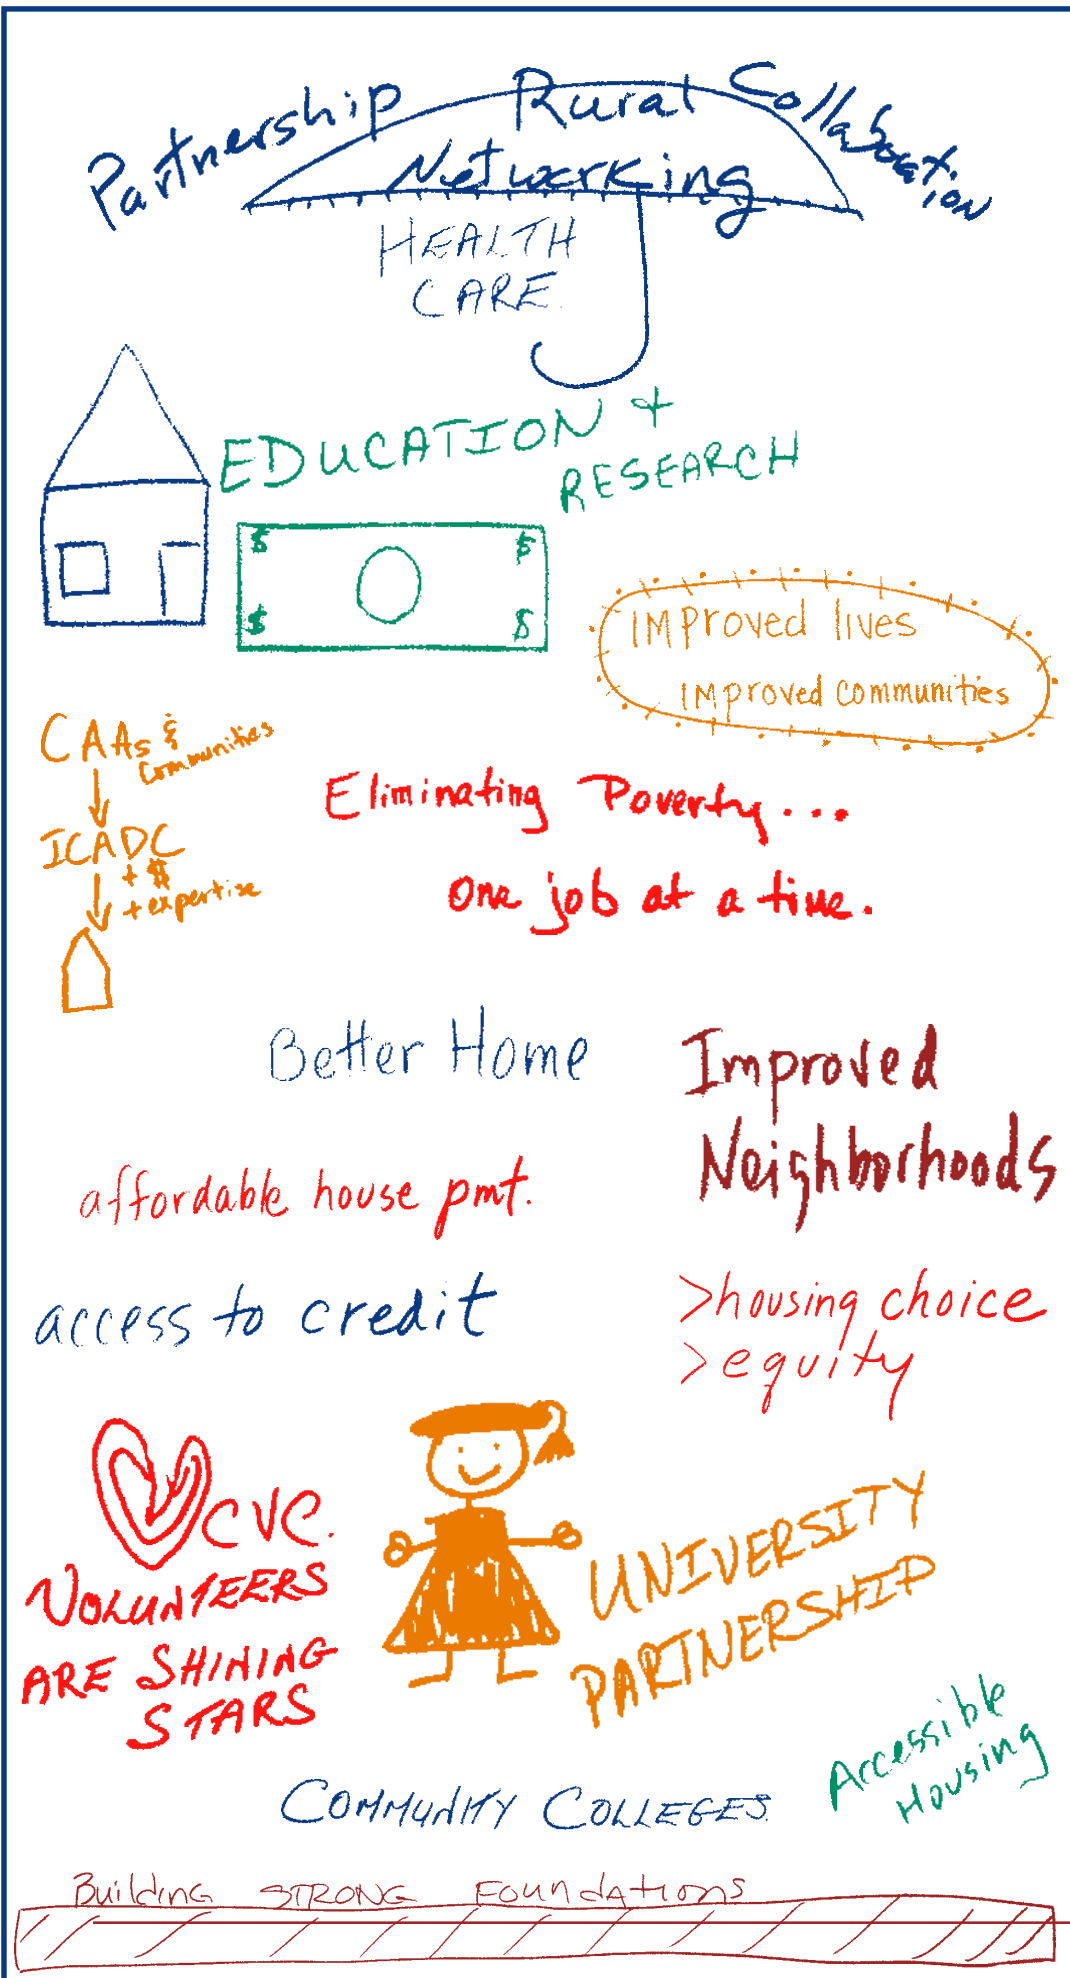 Partnership Rural Collaboration
Networking
HEALTH
CARE
EDUCATION +
RESEARCH
$ $
$ $
IMProved lives
IMproved communities
CAAs &
Communities
ICADC
+ $
+ expertise
Eliminating Poverty...
One job at a time.
Better Home
Improved
Neighborhoods
affordable house pmt.
access to credit
>housing choice
>equity
CVC.
VOLUNTEERS
ARE SHINING
STARS
UNIVERSITY
PARTNERSHIP
Accessible
Housing
COMMUNITY COLLEGES
Building STRONG Foundations